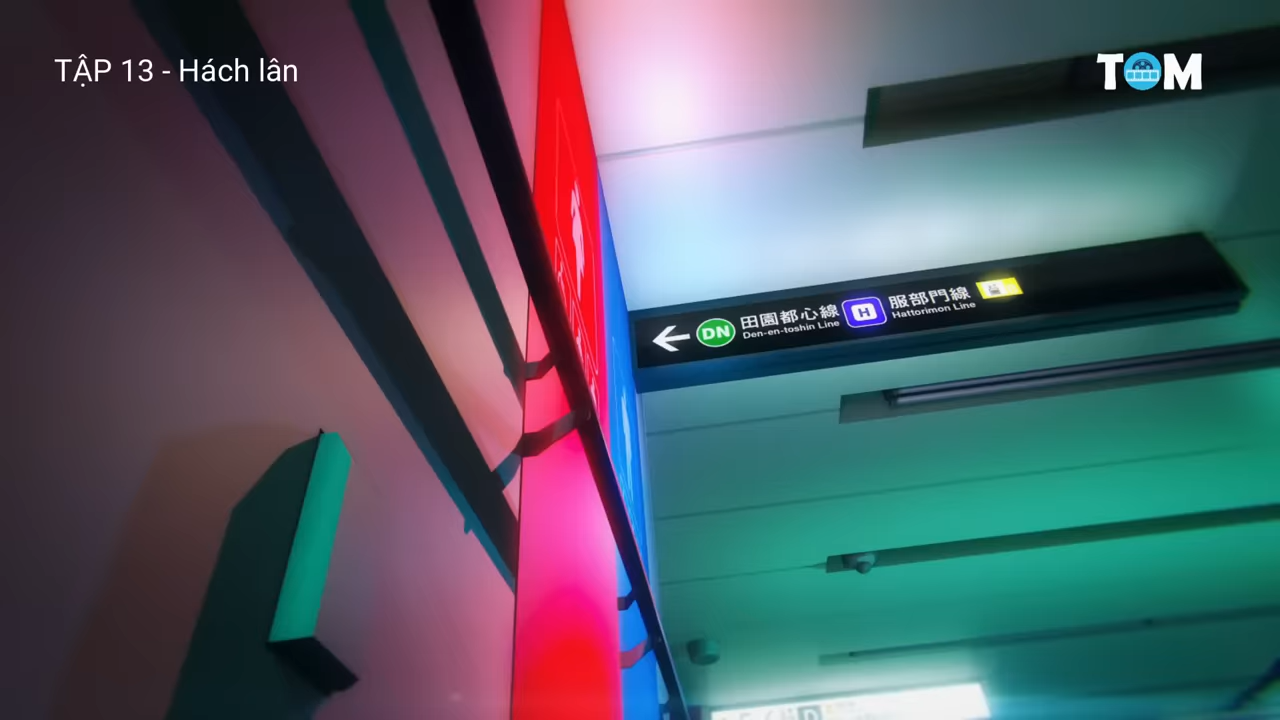 TẬP 13 - Hách lân
TOM
← DN 田園都心線 H 服部門線
Den-en-toshin Line Hattorimon Line